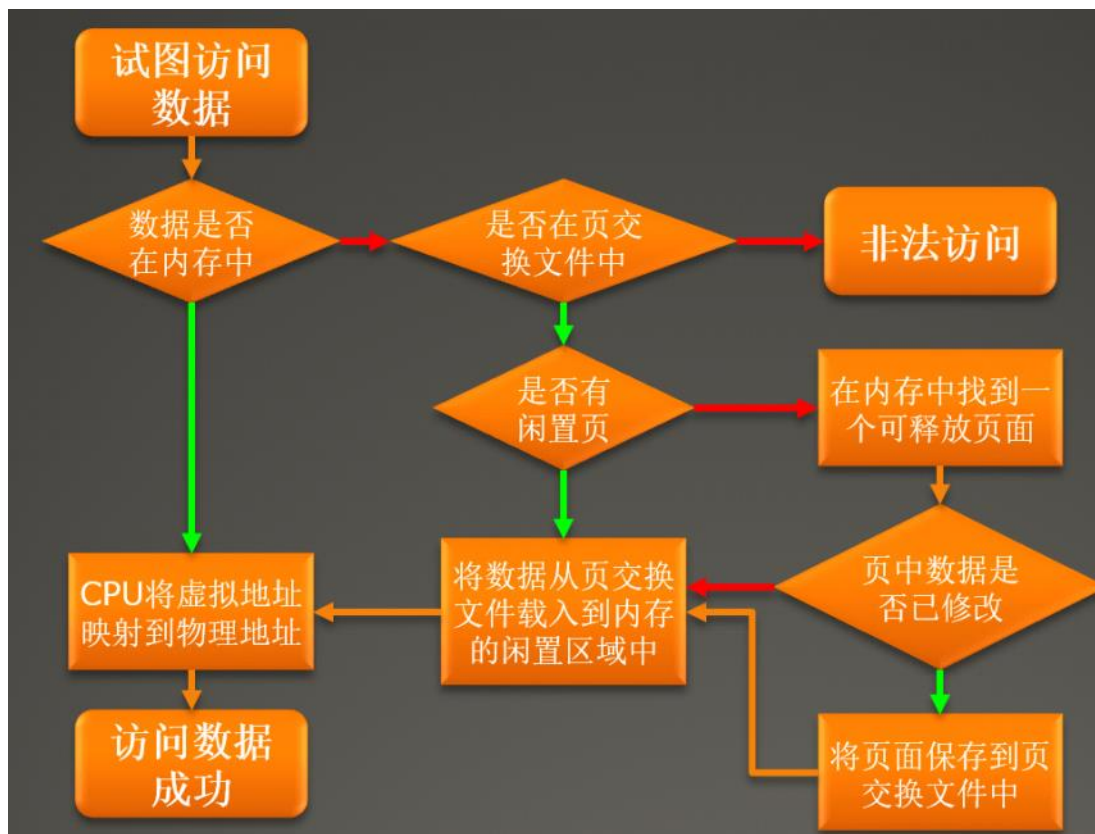 试图访问
数据
数据是否
在内存中
是否在页交
换文件中
非法访问
是否有
闲置页
在内存中找到一
个可释放页面
CPU将虚拟地址
映射到物理地址
将数据从页交换
文件载入到内存
的闲置区域中
页中数据是
否已修改
访问数据
成功
将页面保存到页
交换文件中